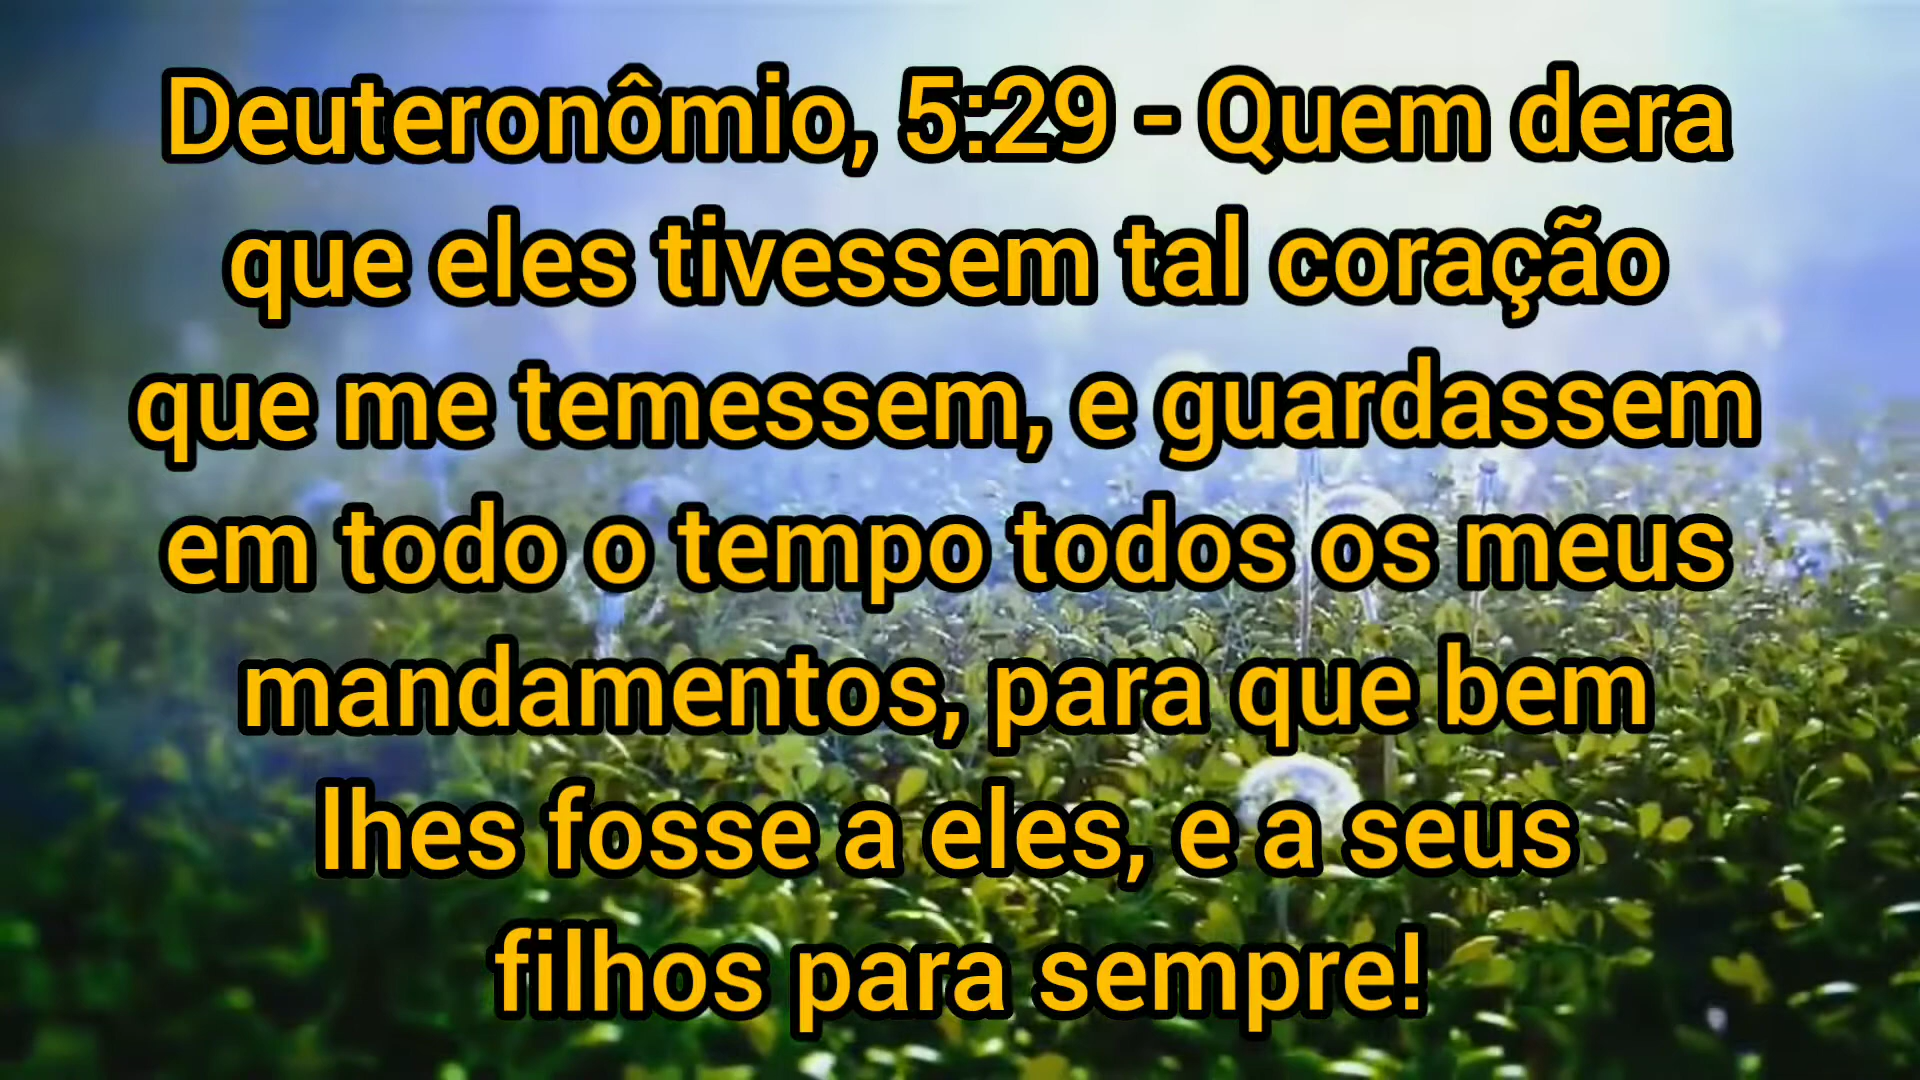 Deuteronômio, 5:29 - Quem dera
que eles tivessem tal coração
que me temessem, e guardassem
em todo o tempo todos os meus
mandamentos, para que bem
lhes fosse a eles, e a seus
filhos para sempre!